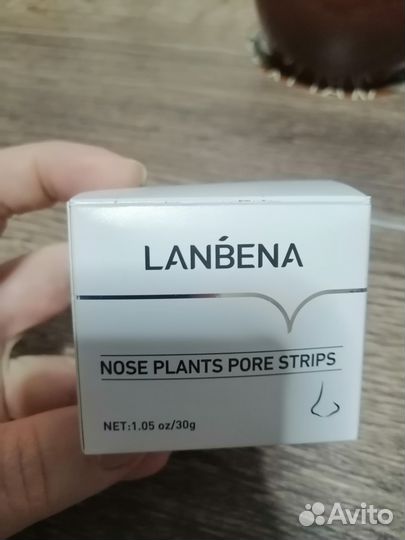 LANBENA
NOSE PLANTS PORE STRIPS
NET:1.05 oz/30g
Avito